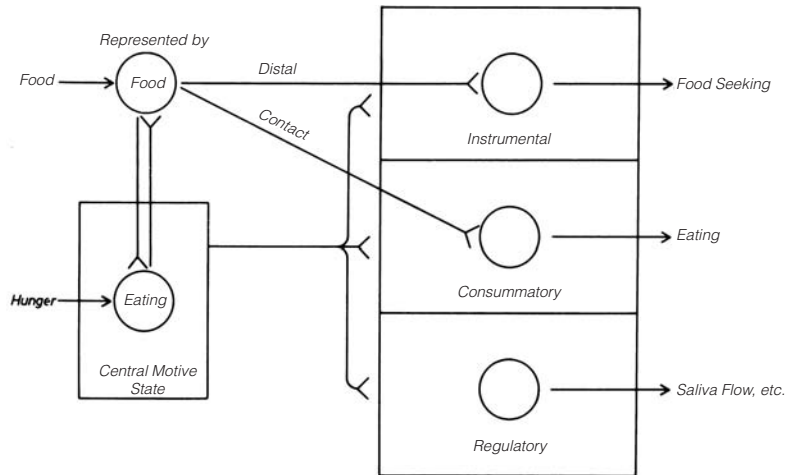 Represented by
Food
Food
Distal
Food Seeking
Contact
Instrumental
Eating
Consummatory
Hunger
Eating
Central Motive
State
Saliva Flow, etc.
Regulatory